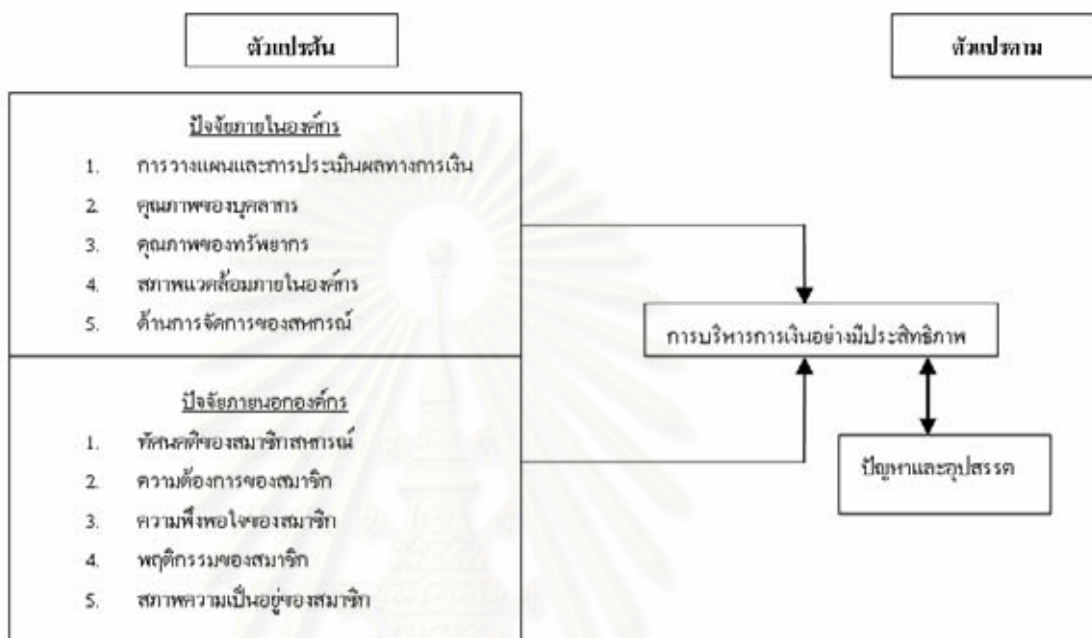 ตัวแปรต้น
ตัวแปรตาม
ปัจจัยภายในองค์กร
1. การวางแผนและการประเมินผลทางการเงิน
2. คุณภาพของบุคลากร
3. คุณภาพของทรัพยากร
4. สภาพแวดล้อมภายในองค์กร
5. ด้านการจัดการของสหกรณ์
การบริหารการเงินอย่างมีประสิทธิภาพ
ปัจจัยภายนอกองค์กร
1. ทัศนคติของสมาชิกสหกรณ์
2. ความต้องการของสมาชิก
3. ความพึงพอใจของสมาชิก
4. พฤติกรรมของสมาชิก
5. สภาพความเป็นอยู่ของสมาชิก
ปัญหาและอุปสรรค